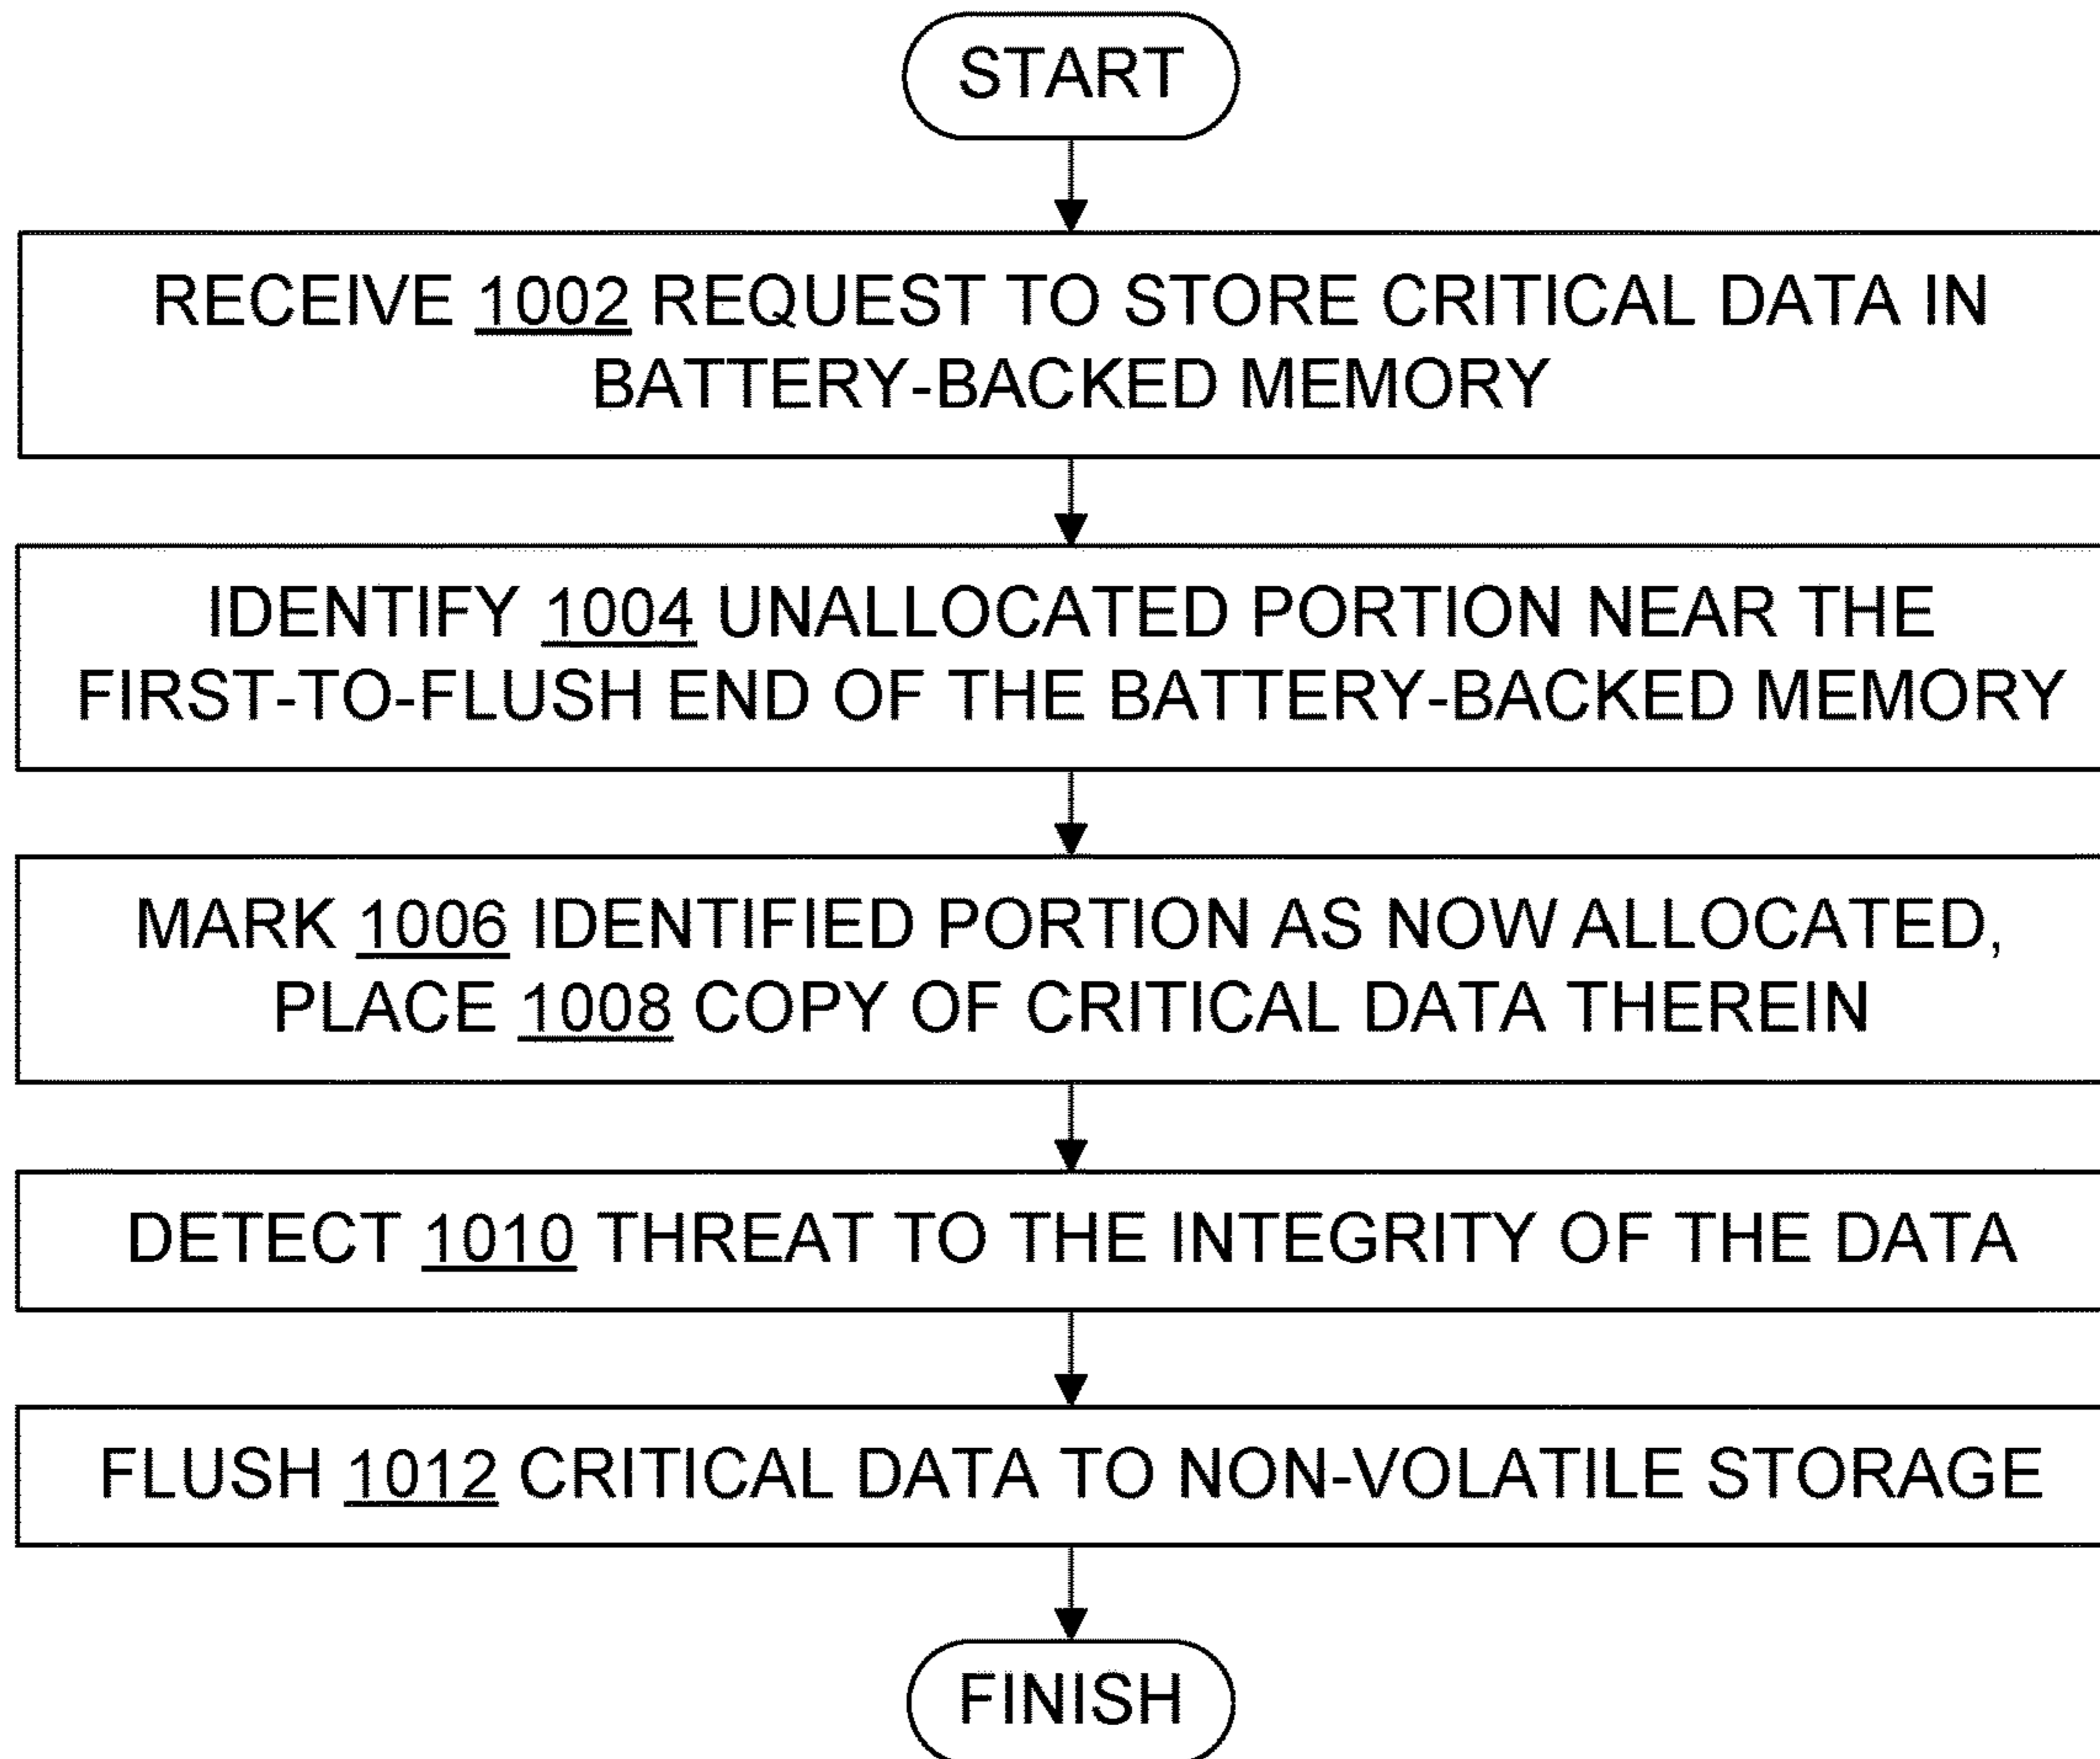 START
RECEIVE 1002 REQUEST TO STORE CRITICAL DATA IN
BATTERY-BACKED MEMORY
IDENTIFY 1004 UNALLOCATED PORTION NEAR THE
FIRST-TO-FLUSH END OF THE BATTERY-BACKED MEMORY
MARK 1006 IDENTIFIED PORTION AS NOW ALLOCATED,
PLACE 1008 COPY OF CRITICAL DATA THEREIN
DETECT 1010 THREAT TO THE INTEGRITY OF THE DATA
FLUSH 1012 CRITICAL DATA TO NON-VOLATILE STORAGE
FINISH